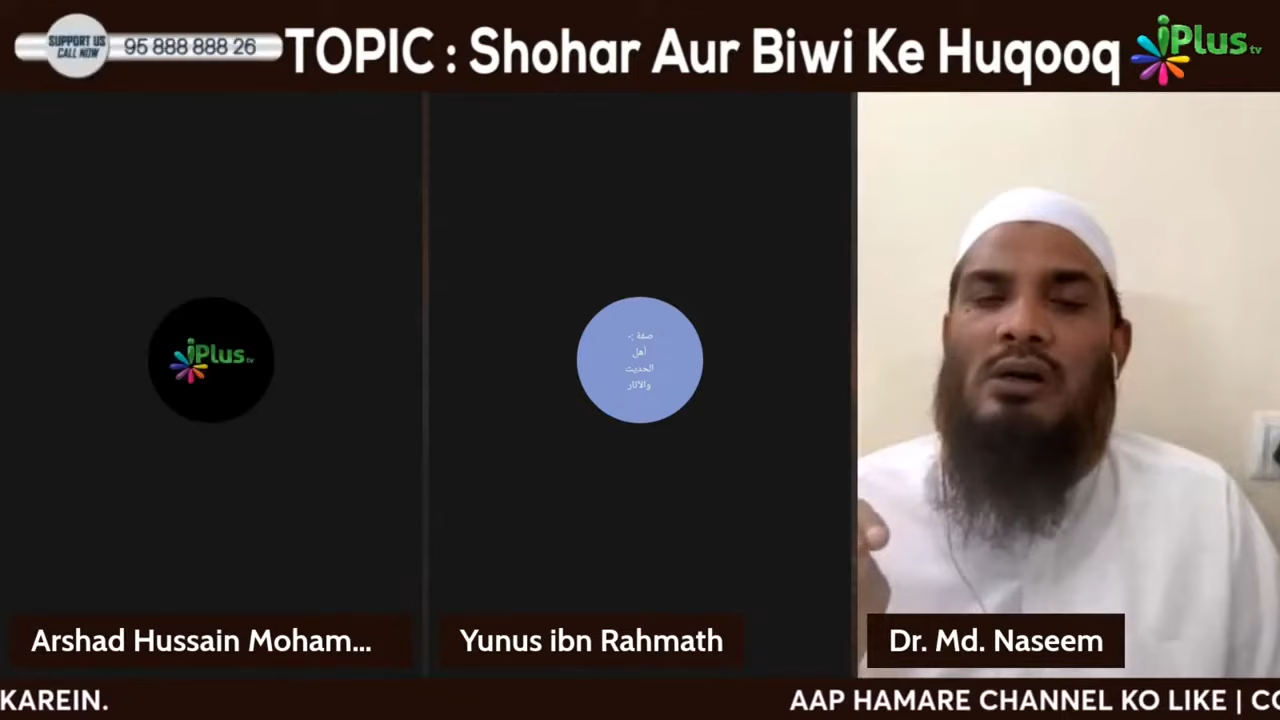 SUPPORT US
CALL NOW
95 888 888 26
TOPIC : Shohar Aur Biwi Ke Huqooq
iPlus tv
iPlus tv
صفة :-
أهل
الحديث
والآثار
Arshad Hussain Moham...
Yunus ibn Rahmath
Dr. Md. Naseem
KAREIN.
AAP HAMARE CHANNEL KO LIKE | CO